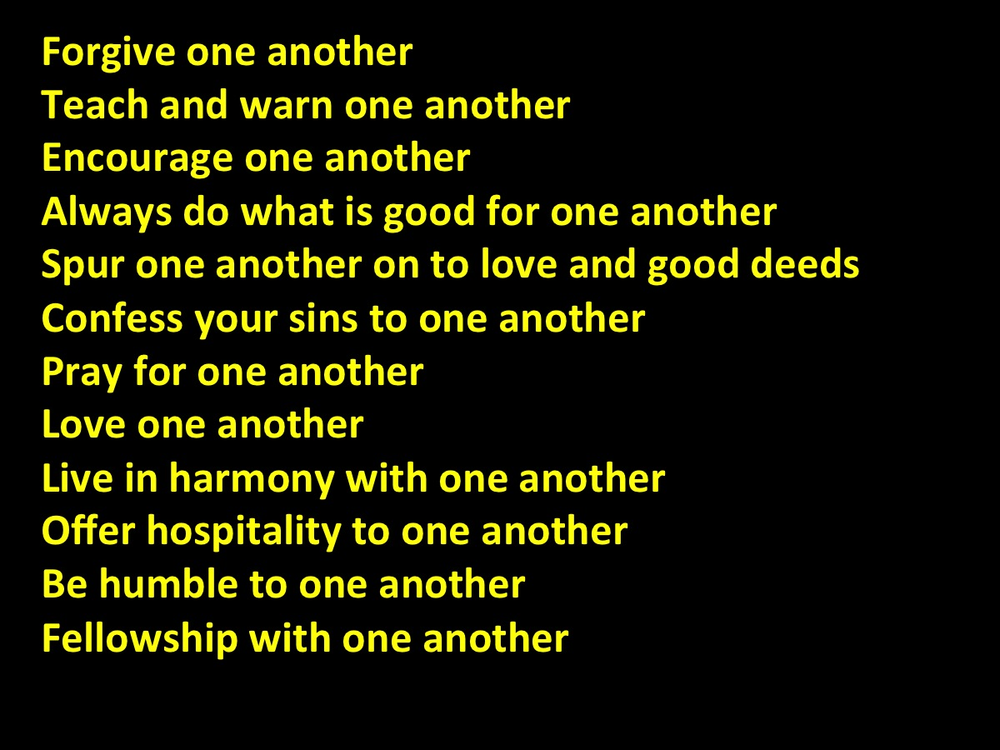 Forgive one another
Teach and warn one another
Encourage one another
Always do what is good for one another
Spur one another on to love and good deeds
Confess your sins to one another
Pray for one another
Love one another
Live in harmony with one another
Offer hospitality to one another
Be humble to one another
Fellowship with one another